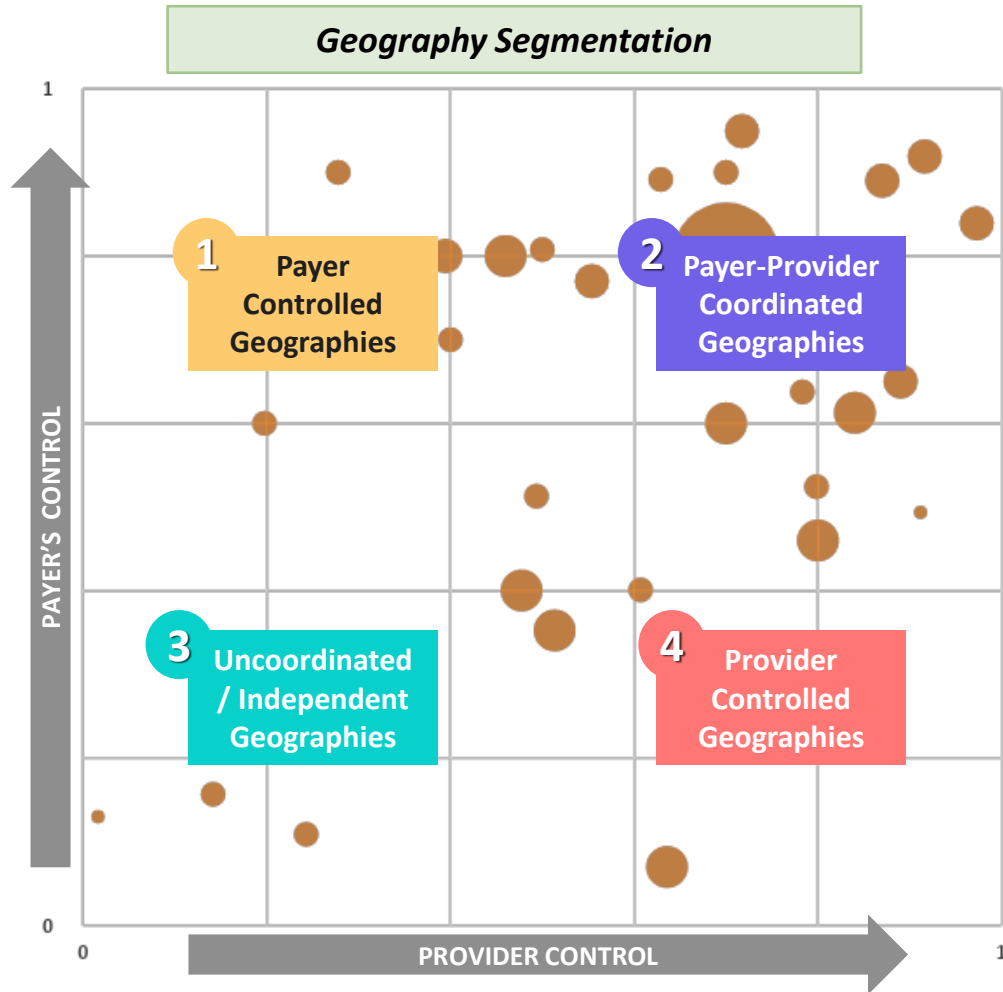 Geography Segmentation
1
1
Payer
Controlled
Geographies
2
Payer-Provider
Coordinated
Geographies
PAYER'S CONTROL
3
Uncoordinated
/ Independent
Geographies
4
Provider
Controlled
Geographies
0
0
PROVIDER CONTROL
1